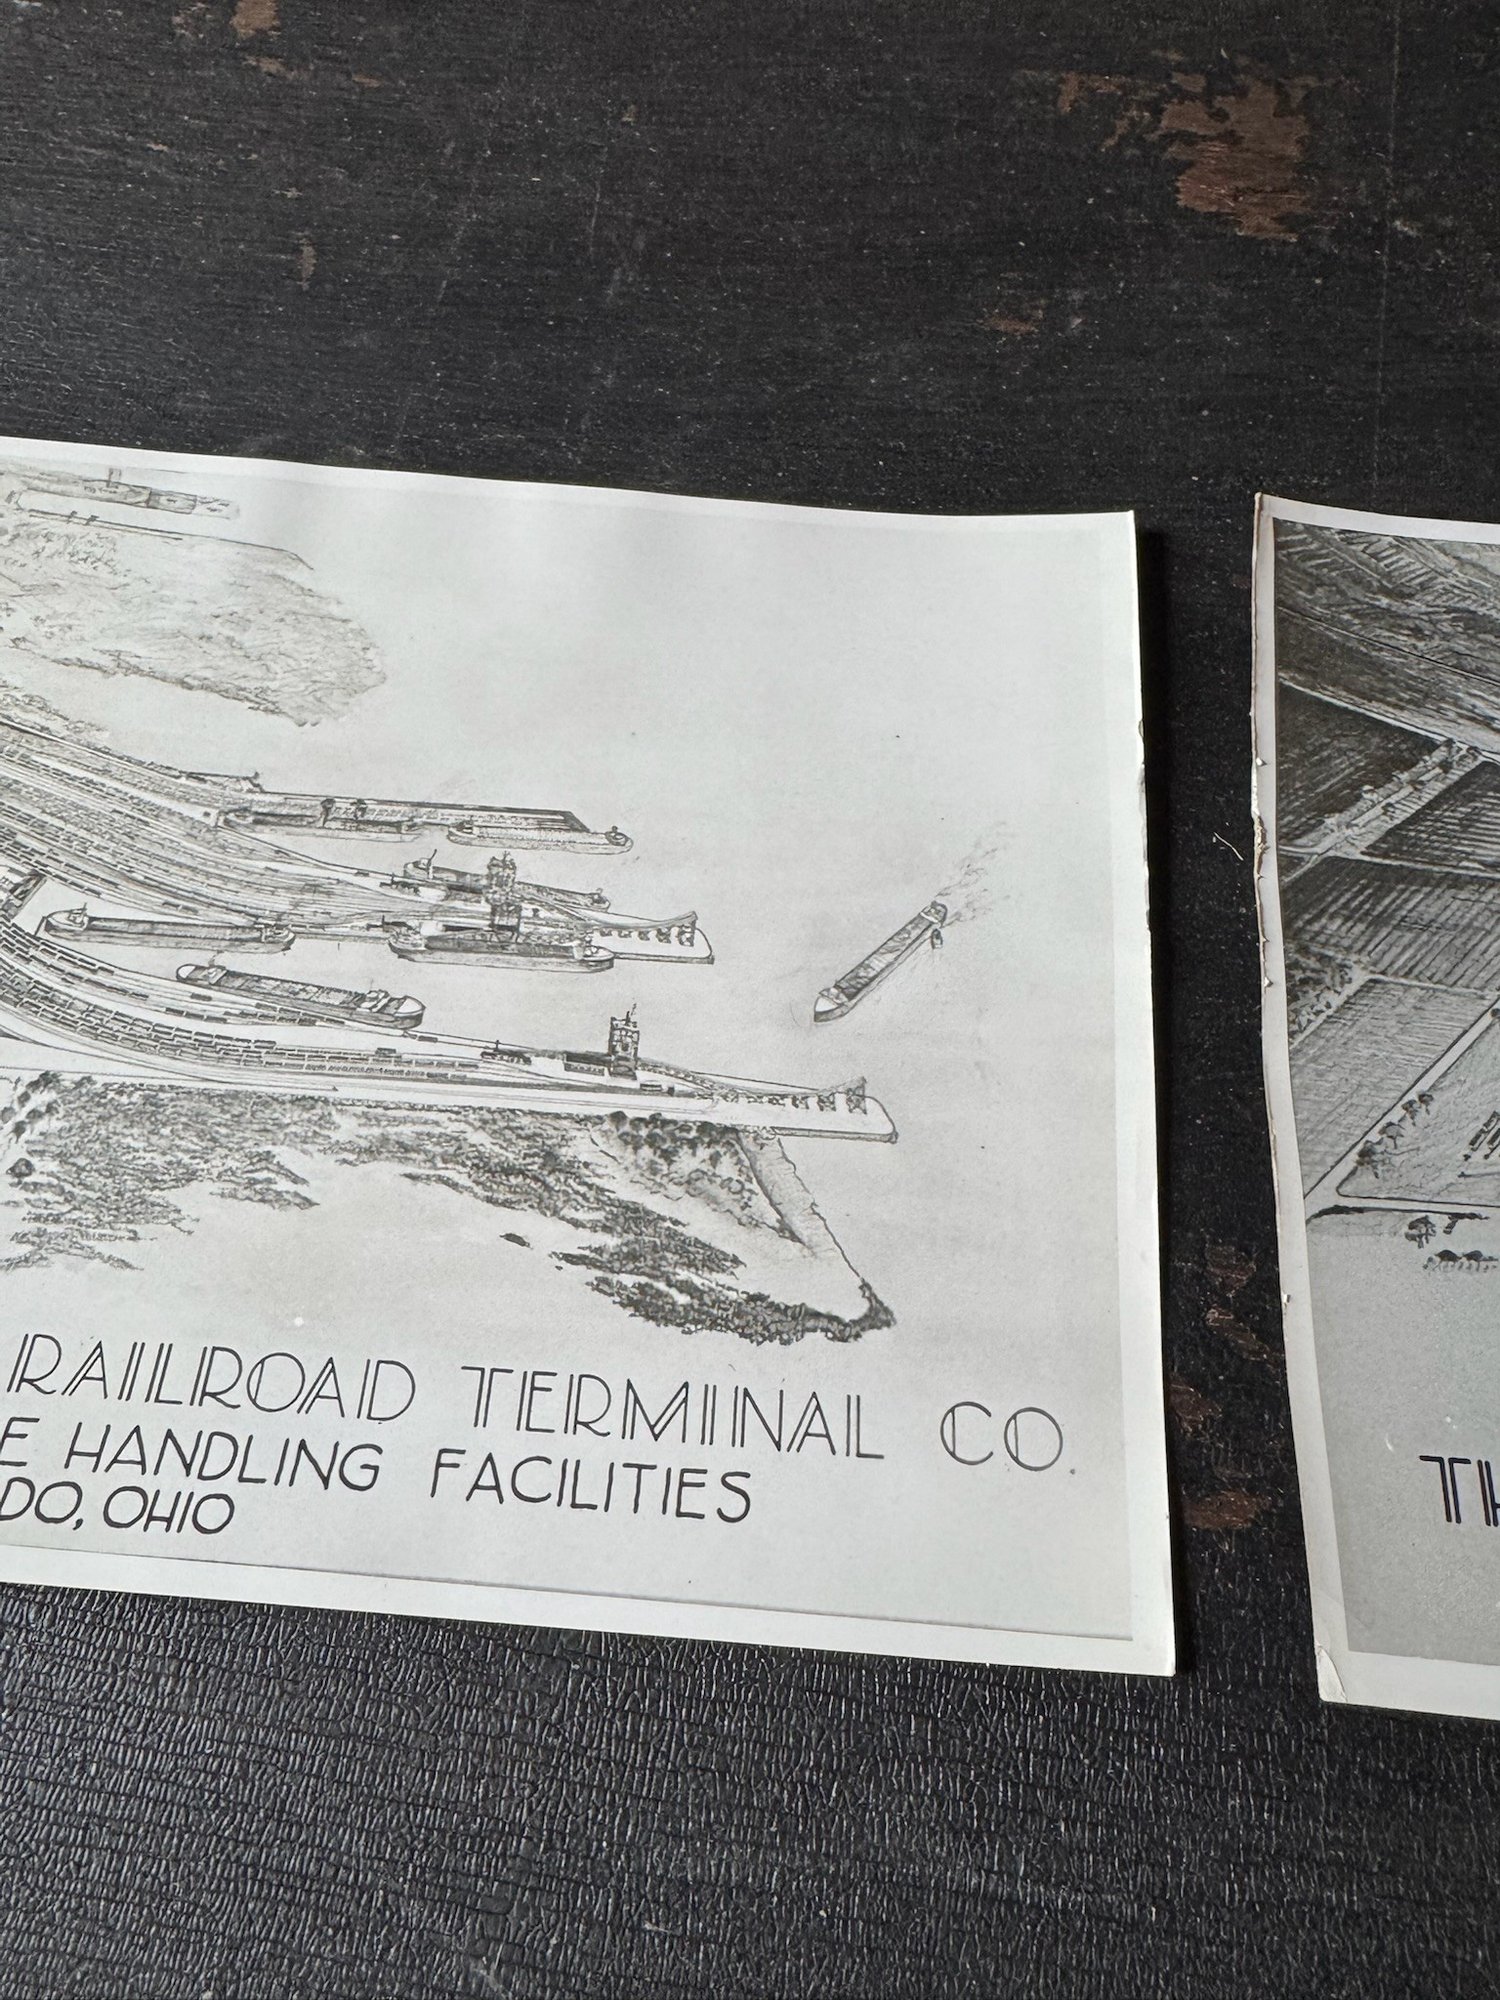 RAILROAD TERMINAL CO.
E HANDLING FACILITIES
DO, OHIO
TH